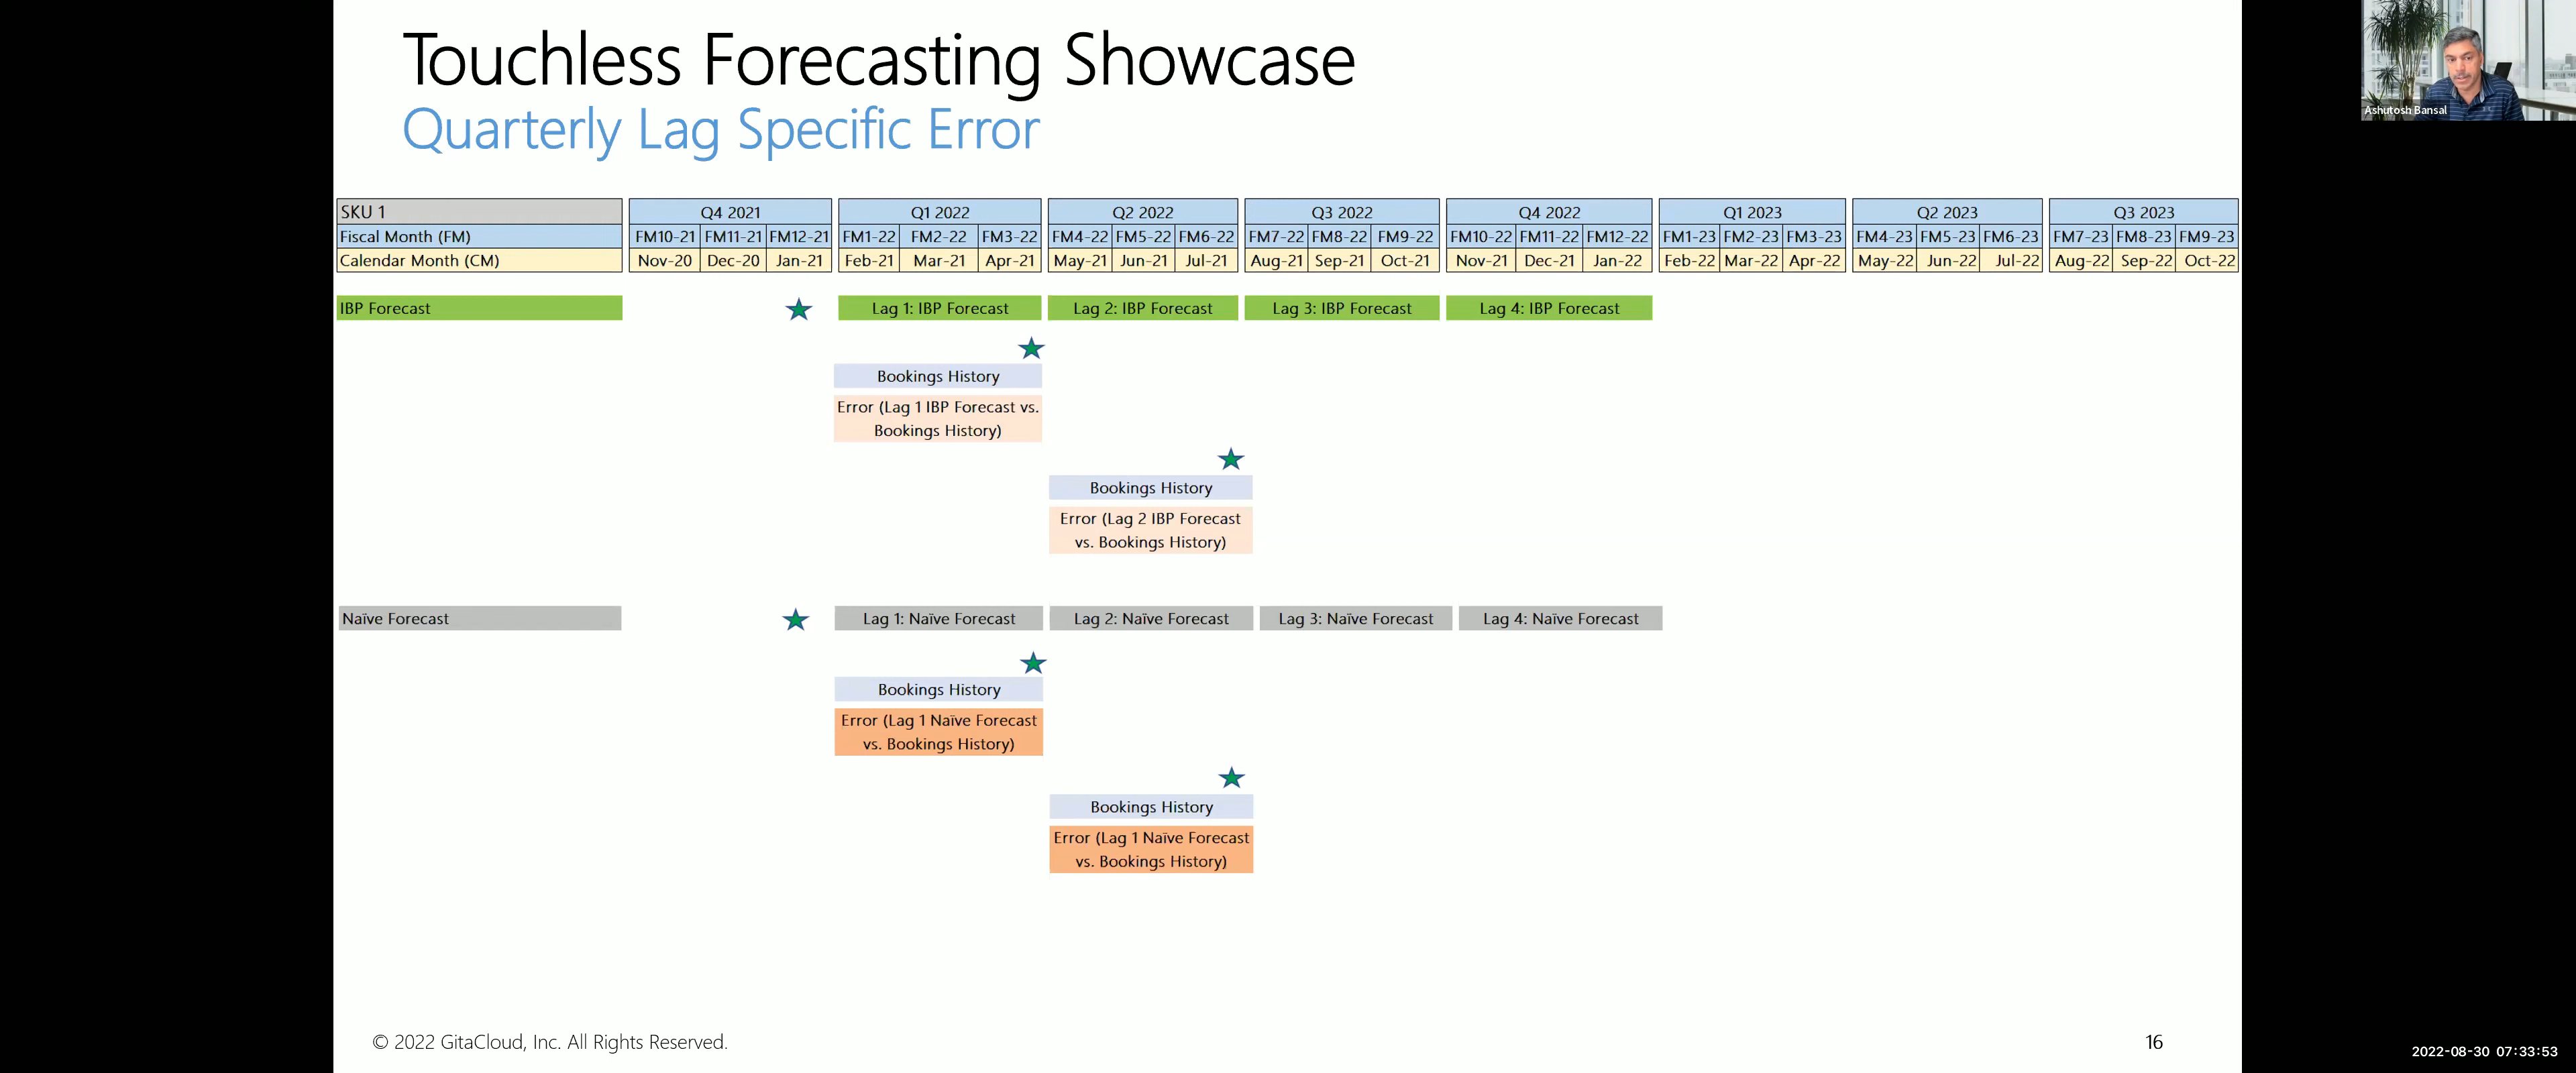 Touchless Forecasting Showcase
Quarterly Lag Specific Error
Ashutosh Bansal
SKU 1 Q4 2021 Q1 2022 Q2 2022 Q3 2022 Q4 2022 Q1 2023 Q2 2023 Q3 2023
Fiscal Month (FM) FM10-21 FM11-21 FM12-21 FM1-22 FM2-22 FM3-22 FM4-22 FM5-22 FM6-22 FM7-22 FM8-22 FM9-22 FM10-22 FM11-22 FM12-22 FM1-23 FM2-23 FM3-23 FM4-23 FM5-23 FM6-23 FM7-23 FM8-23 FM9-23
Calendar Month (CM) Nov-20 Dec-20 Jan-21 Feb-21 Mar-21 Apr-21 May-21 Jun-21 Jul-21 Aug-21 Sep-21 Oct-21 Nov-21 Dec-21 Jan-22 Feb-22 Mar-22 Apr-22 May-22 Jun-22 Jul-22 Aug-22 Sep-22 Oct-22
IBP Forecast Lag 1: IBP Forecast Lag 2: IBP Forecast Lag 3: IBP Forecast Lag 4: IBP Forecast
Bookings History
Error (Lag 1 IBP Forecast vs.
Bookings History)
Bookings History
Error (Lag 2 IBP Forecast
vs. Bookings History)
Naïve Forecast Lag 1: Naïve Forecast Lag 2: Naïve Forecast Lag 3: Naïve Forecast Lag 4: Naïve Forecast
Bookings History
Error (Lag 1 Naïve Forecast
vs. Bookings History)
Bookings History
Error (Lag 1 Naïve Forecast
vs. Bookings History)
© 2022 GitaCloud, Inc. All Rights Reserved.
16
2022-08-30 07:33:53